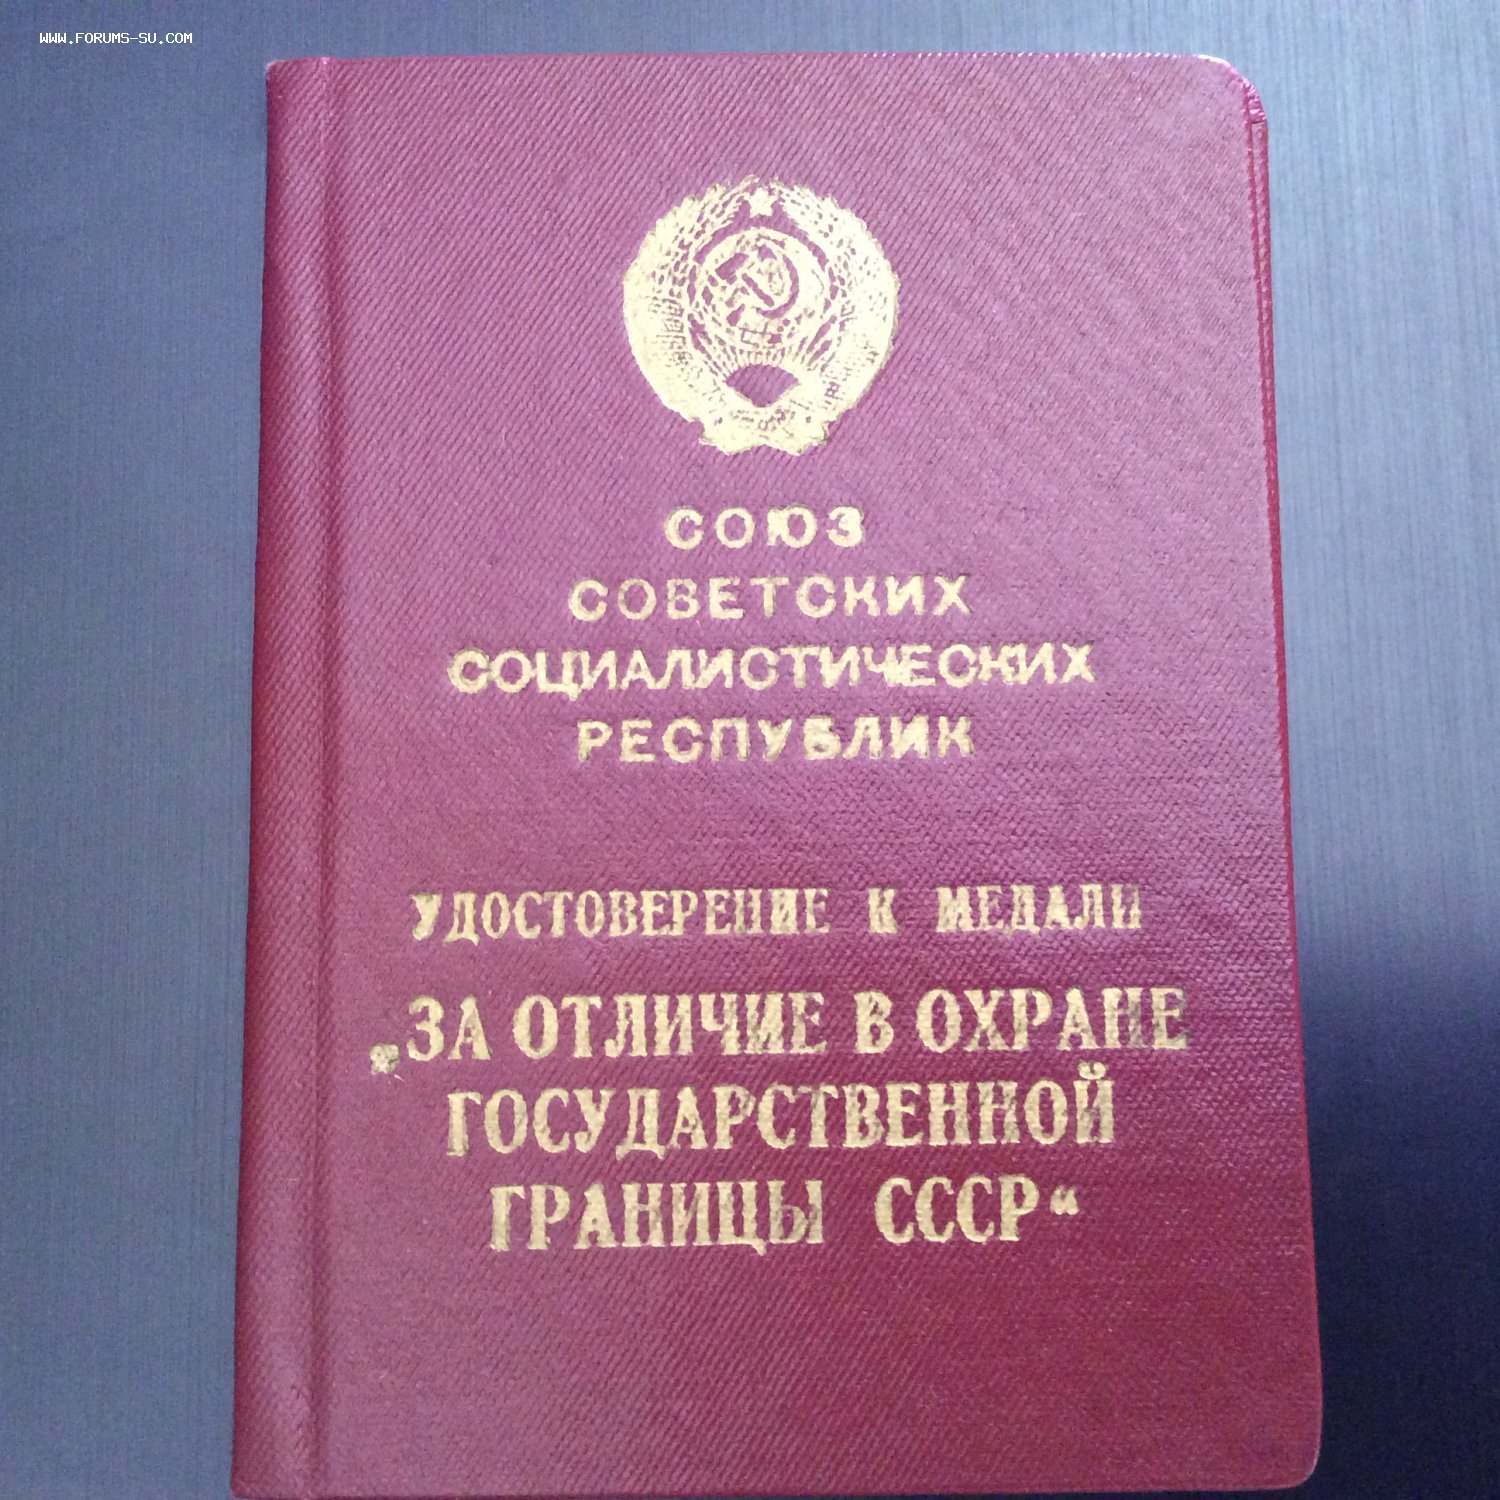 WWW.FORUMS-SU.COM
СОЮЗ
СОВЕТСКИХ
СОЦИАЛИСТИЧЕСКИХ
РЕСПУБЛИК
УДОСТОВЕРЕНИЕ К МЕДАЛИ
„ЗА ОТЛИЧИЕ В ОХРАНЕ
ГОСУДАРСТВЕННОЙ
ГРАНИЦЫ СССР“